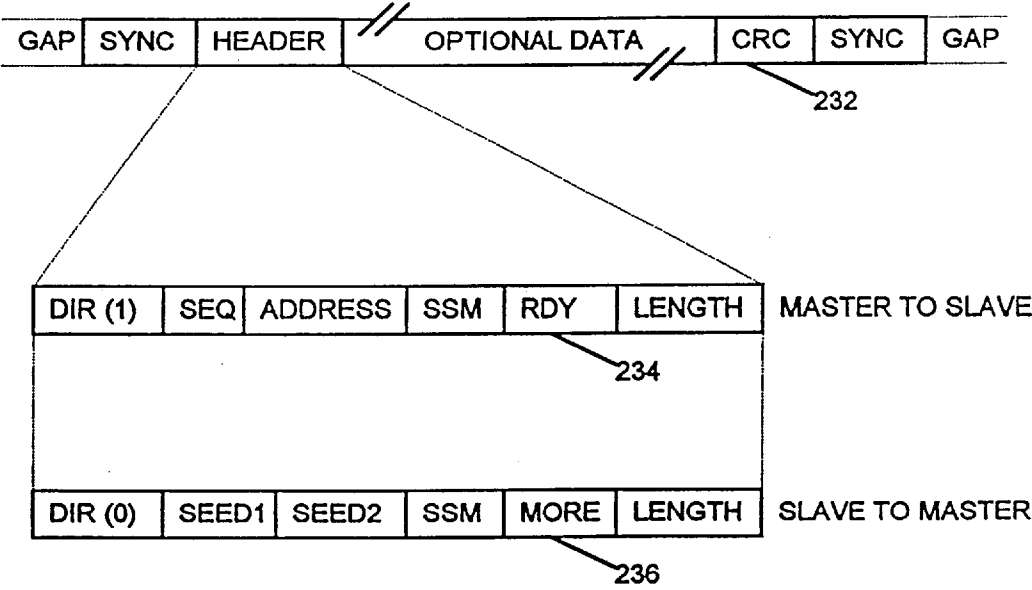 GAP SYNC HEADER OPTIONAL DATA CRC SYNC GAP
232
DIR (1) SEQ ADDRESS SSM RDY LENGTH MASTER TO SLAVE
234
DIR (0) SEED1 SEED2 SSM MORE LENGTH SLAVE TO MASTER
236